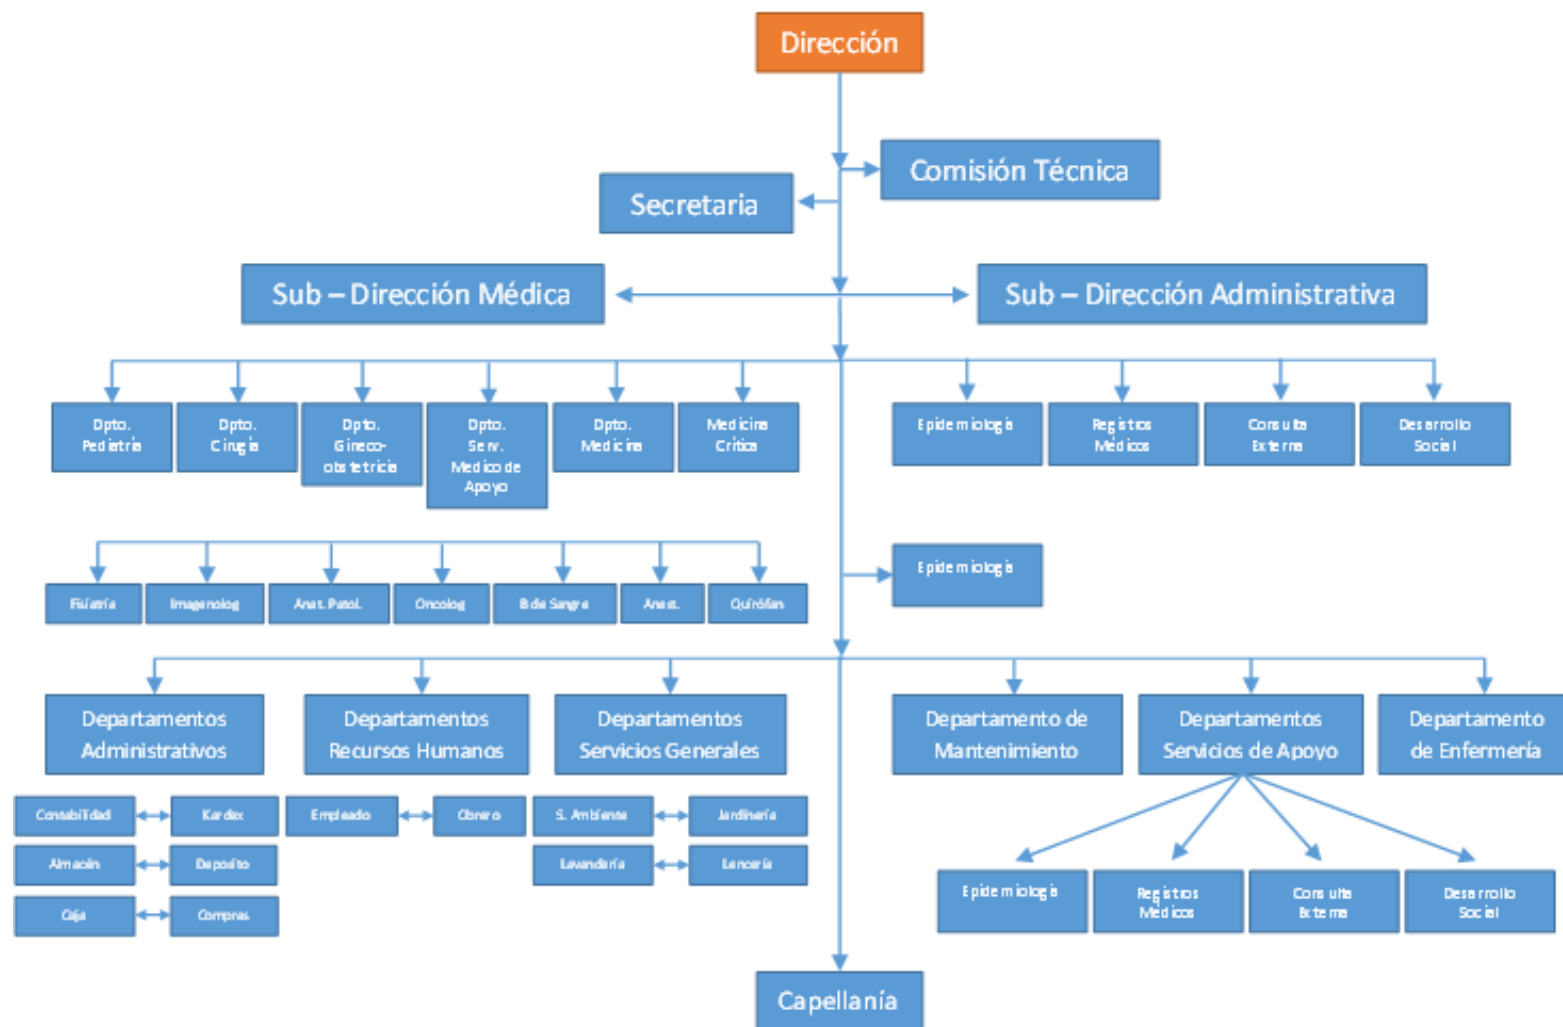 Dirección
Comisión Técnica
Secretaria
Sub – Dirección Médica
Sub – Dirección Administrativa
Dpto.
Pediatría
Dpto.
Cirugía
Dpto.
Gineco-
obstetricia
Dpto.
Serv.
Medico de
Apoyo
Dpto.
Medicina
Medicina
Crítica
Epidemiología
Registros
Médicos
Consulta
Externa
Desarrollo
Social
Fisiatría
Imagenolog
Anat. Patol.
Oncolog
B de Sangre
Anest.
Quirófan
Epidemiología
Departamentos
Administrativos
Departamentos
Recursos Humanos
Departamentos
Servicios Generales
Departamento de
Mantenimiento
Departamentos
Servicios de Apoyo
Departamento
de Enfermería
Contabilidad
Kardex
Empleado
Obrero
S. Ambiente
Jardinería
Almacén
Deposito
Lavandería
Lencería
Caja
Compras
Epidemiología
Registros
Médicos
Consulta
Externa
Desarrollo
Social
Capellanía